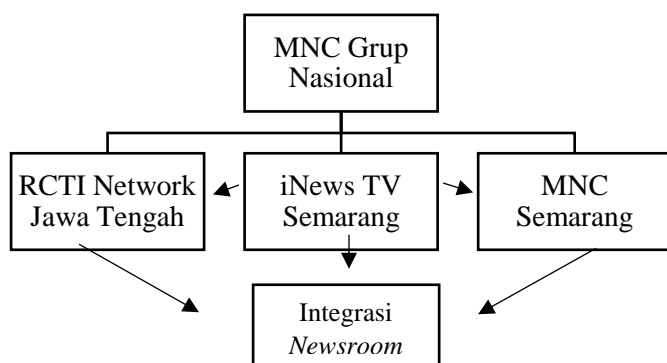 MNC Grup
Nasional
RCTI Network
Jawa Tengah
iNews TV
Semarang
MNC
Semarang
Integrasi
Newsroom